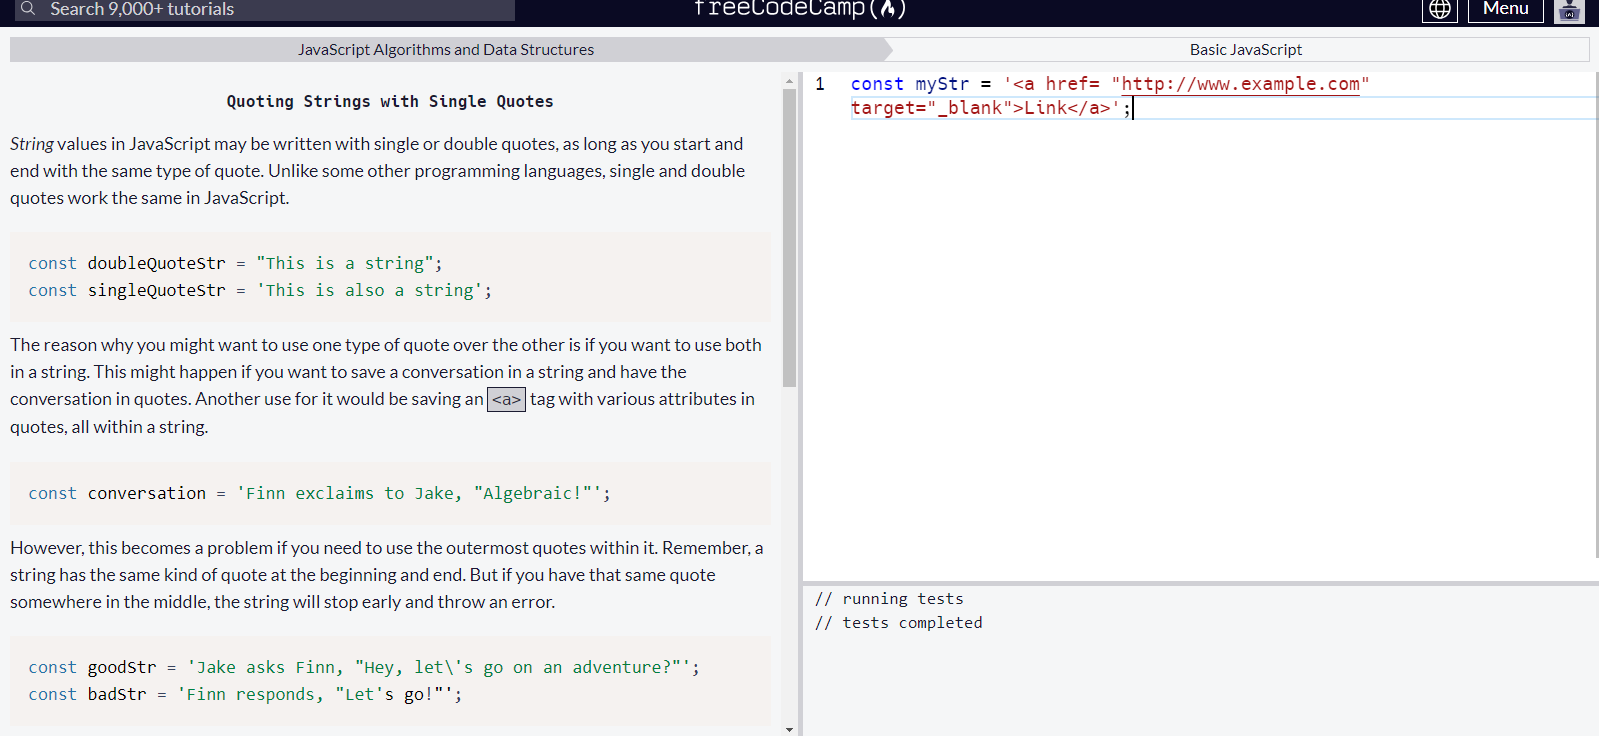 Search 9,000+ tutorials
freeCodeCamp
Menu
JavaScript Algorithms and Data Structures
Basic JavaScript
Quoting Strings with Single Quotes
String values in JavaScript may be written with single or double quotes, as long as you start and
end with the same type of quote. Unlike some other programming languages, single and double
quotes work the same in JavaScript.
const doubleQuoteStr = "This is a string";
const singleQuoteStr = 'This is also a string';
The reason why you might want to use one type of quote over the other is if you want to use both
in a string. This might happen if you want to save a conversation in a string and have the
conversation in quotes. Another use for it would be saving an <a> tag with various attributes in
quotes, all within a string.
const conversation = 'Finn exclaims to Jake, "Algebraic!"';
However, this becomes a problem if you need to use the outermost quotes within it. Remember, a
string has the same kind of quote at the beginning and end. But if you have that same quote
somewhere in the middle, the string will stop early and throw an error.
const goodStr = 'Jake asks Finn, "Hey, let\'s go on an adventure?"';
const badStr = 'Finn responds, "Let's go!"';
1 const myStr = '<a href= "http://www.example.com"
target="_blank">Link</a>';
// running tests
// tests completed